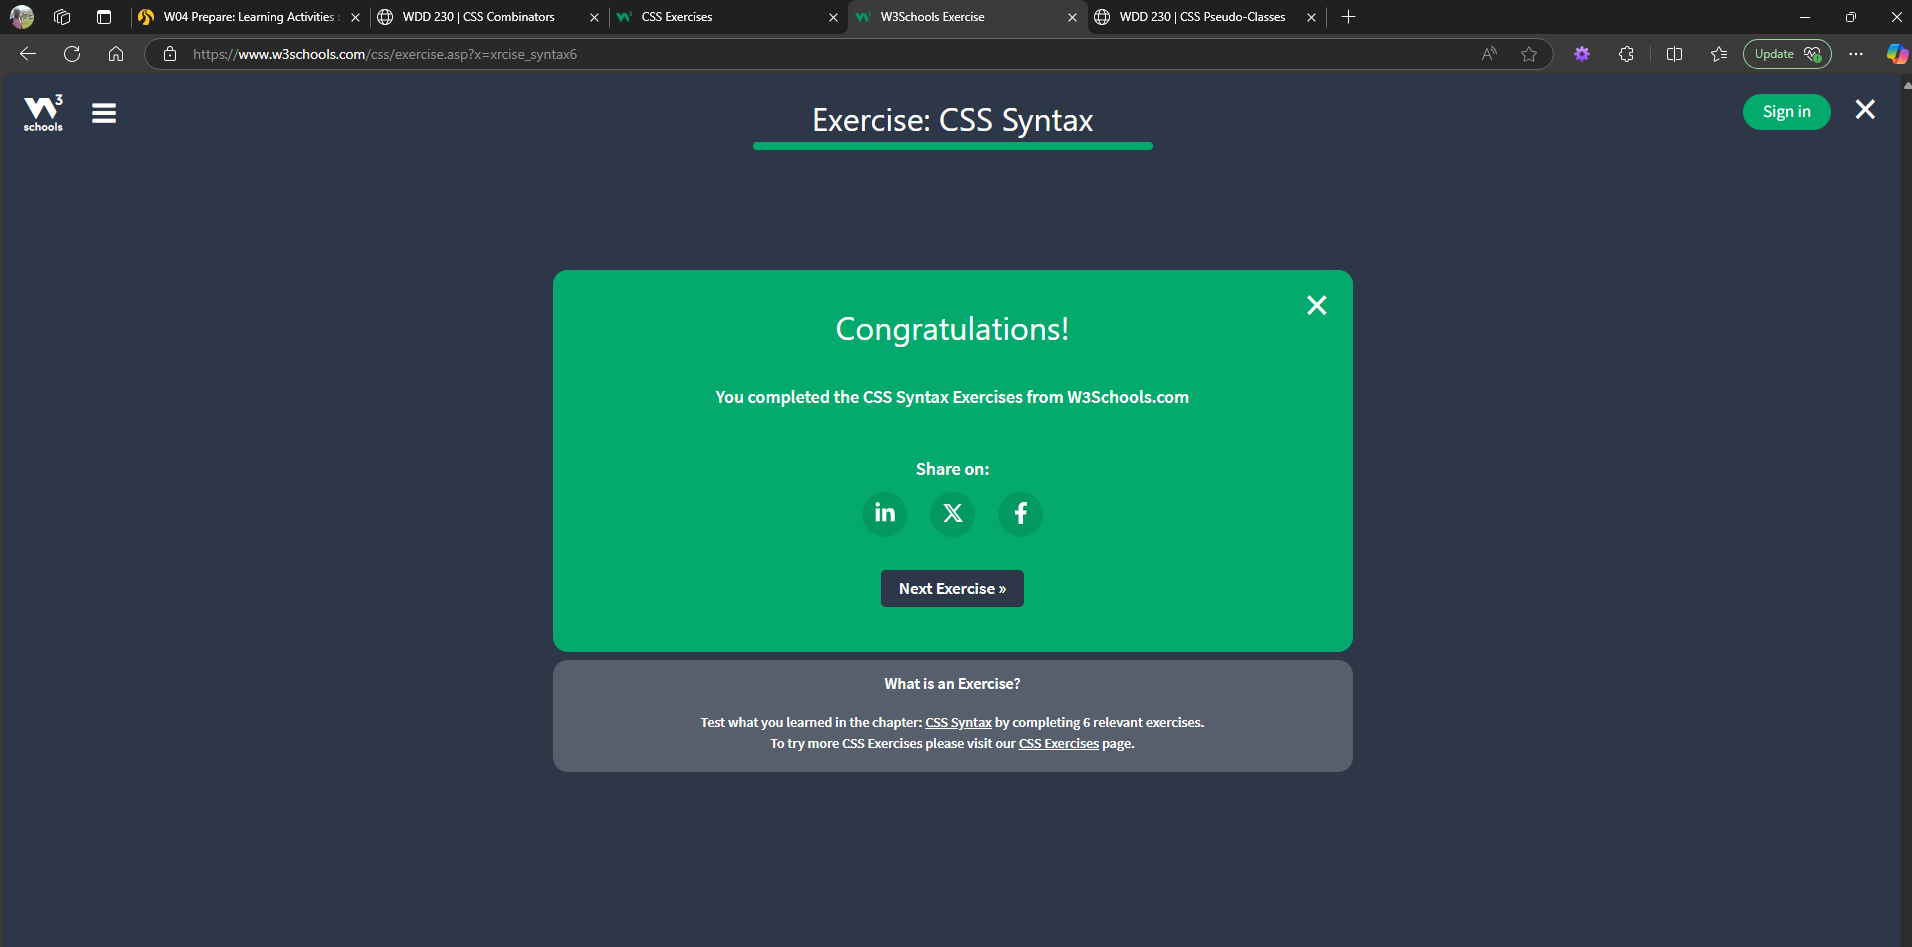 W04 Prepare: Learning Activities
WDD 230 | CSS Combinators
CSS Exercises
W3Schools Exercise
WDD 230 | CSS Pseudo-Classes
https://www.w3schools.com/css/exercise.asp?x=xrcise_syntax6
Update
W3
schools
Exercise: CSS Syntax
Sign in
Congratulations!
You completed the CSS Syntax Exercises from W3Schools.com
Share on:
in X f
Next Exercise »
What is an Exercise?
Test what you learned in the chapter: CSS Syntax by completing 6 relevant exercises.
To try more CSS Exercises please visit our CSS Exercises page.